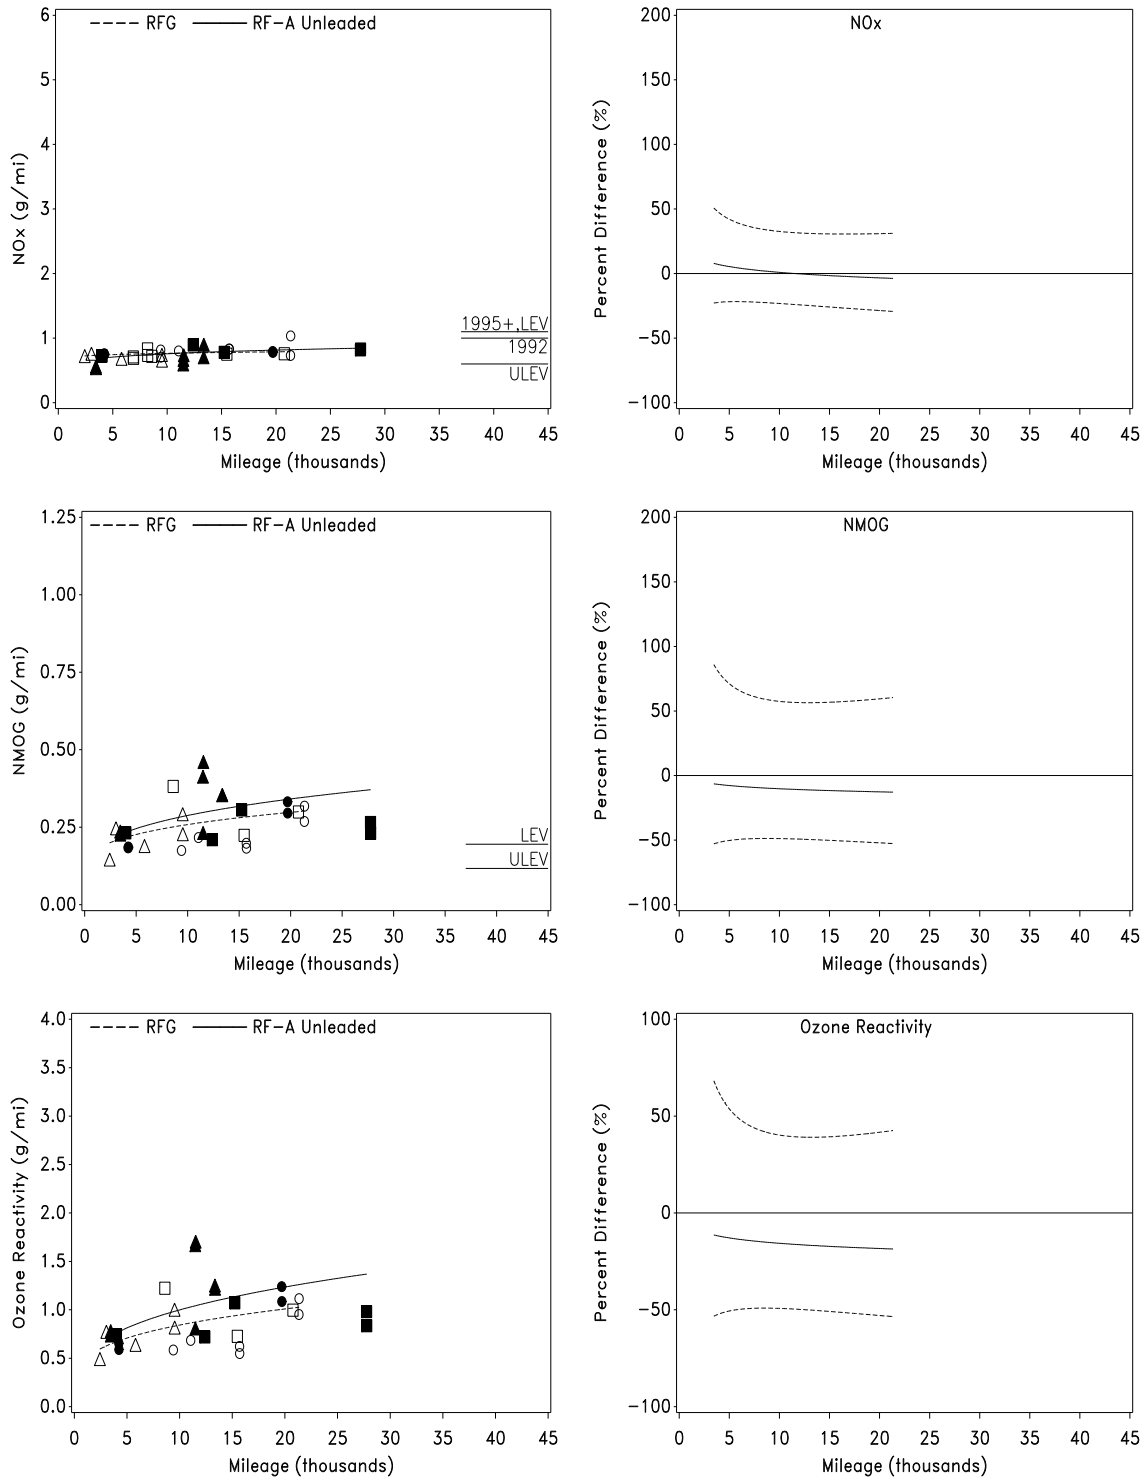 RFG RF-A Unleaded
6
5
4
3
2
1
0
NOx (g/mi)
1995+,LEV
1992
ULEV
0 5 10 15 20 25 30 35 40 45
Mileage (thousands)
NOx
200
150
100
50
0
-50
-100
Percent Difference (%)
0 5 10 15 20 25 30 35 40 45
Mileage (thousands)
RFG RF-A Unleaded
1.25
1.00
0.75
0.50
0.25
0.00
NMOG (g/mi)
LEV
ULEV
0 5 10 15 20 25 30 35 40 45
Mileage (thousands)
NMOG
200
150
100
50
0
-50
-100
Percent Difference (%)
0 5 10 15 20 25 30 35 40 45
Mileage (thousands)
RFG RF-A Unleaded
4.0
3.5
3.0
2.5
2.0
1.5
1.0
0.5
0.0
Ozone Reactivity (g/mi)
0 5 10 15 20 25 30 35 40 45
Mileage (thousands)
Ozone Reactivity
100
50
0
-50
-100
Percent Difference (%)
0 5 10 15 20 25 30 35 40 45
Mileage (thousands)